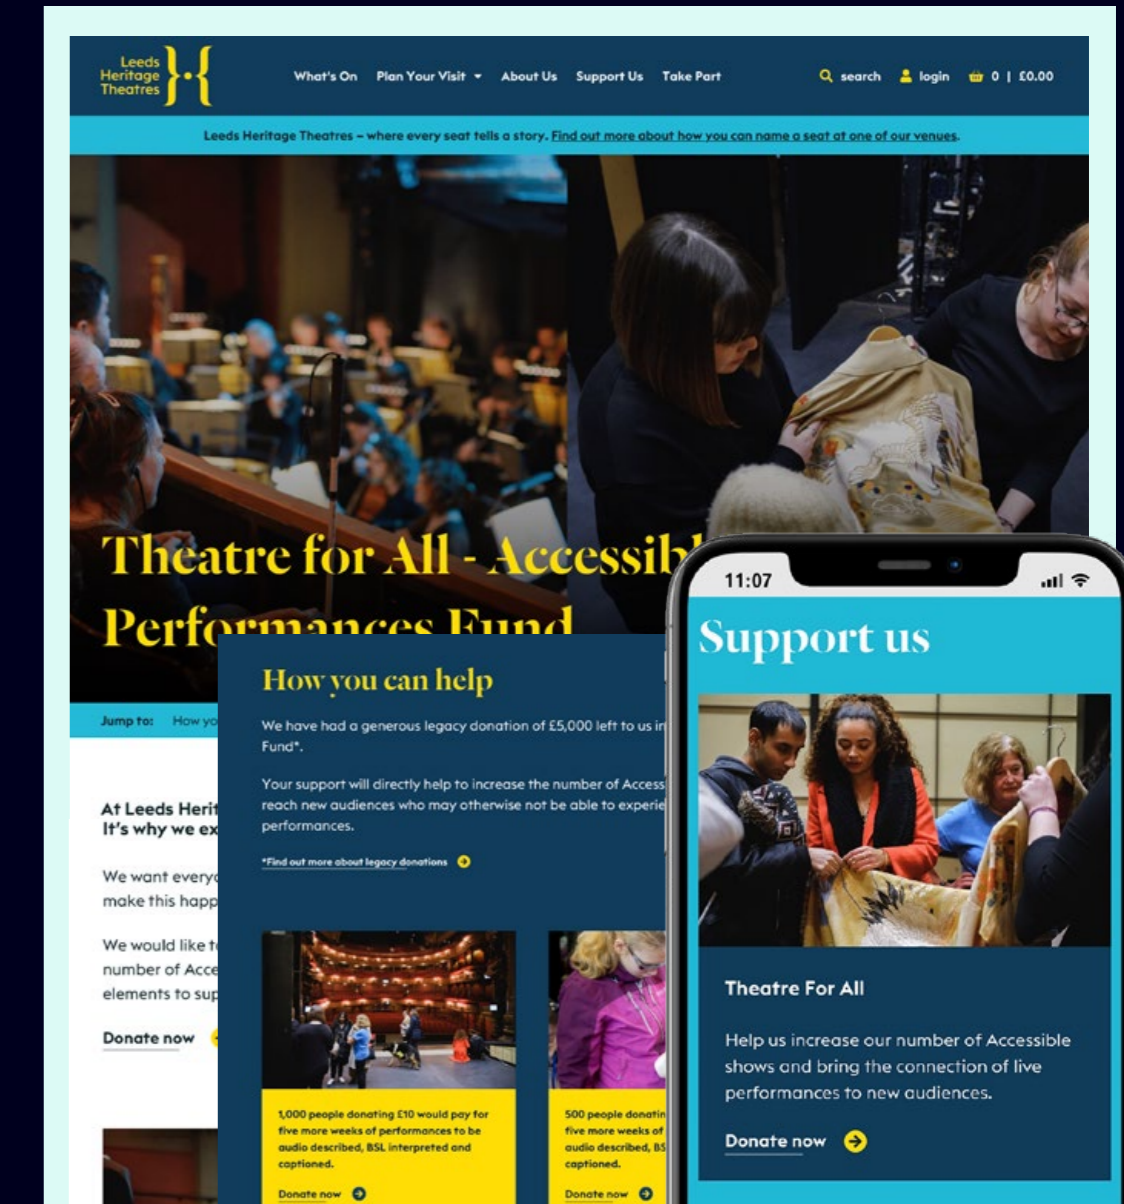 Leeds
Heritage
Theatres
What's On Plan Your Visit About Us Support Us Take Part
search login 0 | £0.00
Leeds Heritage Theatres – where every seat tells a story. Find out more about how you can name a seat at one of our venues.
Theatre for All - Accessibl
Performances Fund
Jump to: How yo
At Leeds Herit
It's why we ex
We want everyo
make this happ
We would like t
number of Acce
elements to sup
Donate now
How you can help
We have had a generous legacy donation of £5,000 left to us in
Fund*.
Your support will directly help to increase the number of Access
reach new audiences who may otherwise not be able to experie
performances.
*Find out more about legacy donations
1,000 people donating £10 would pay for
five more weeks of performances to be
audio described, BSL interpreted and
captioned.
Donate now
500 people donatin
five more weeks of
audio described, BS
captioned.
Donate now
11:07
Support us
Theatre For All
Help us increase our number of Accessible
shows and bring the connection of live
performances to new audiences.
Donate now